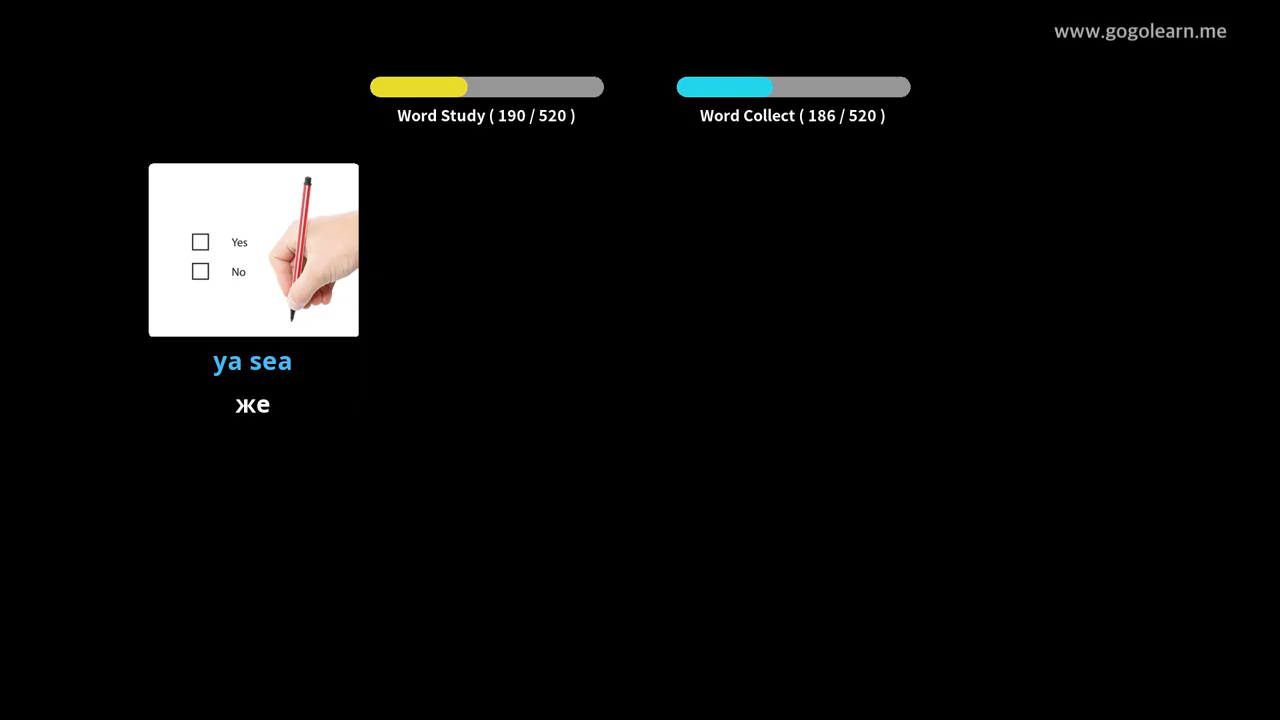 www.gogolearn.me
Word Study ( 190 / 520 )
Word Collect ( 186 / 520 )
Yes
No
ya sea
же